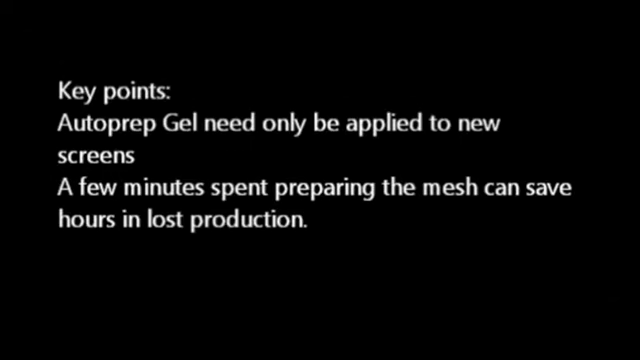 Key points:
Autoprep Gel need only be applied to new
screens
A few minutes spent preparing the mesh can save
hours in lost production.